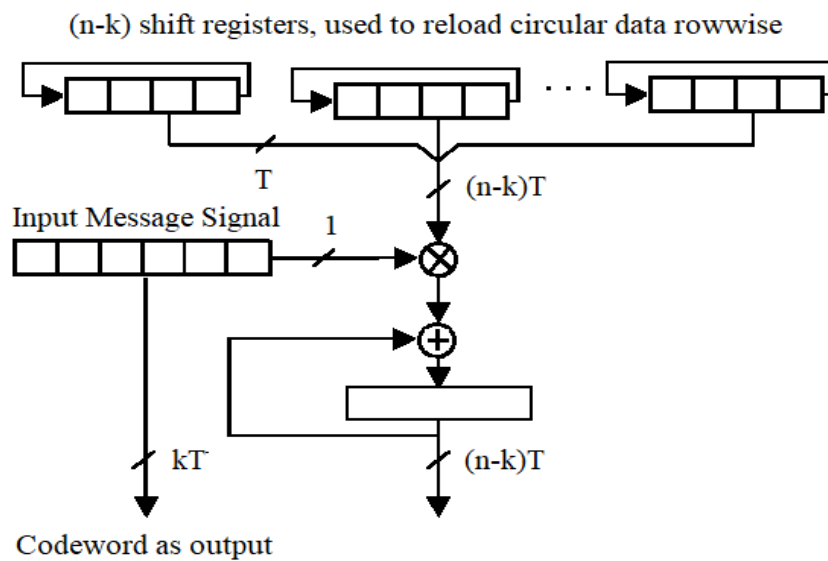 (n-k) shift registers, used to reload circular data rowwise
. . .
T
(n-k)T
Input Message Signal
1
kT
(n-k)T
Codeword as output